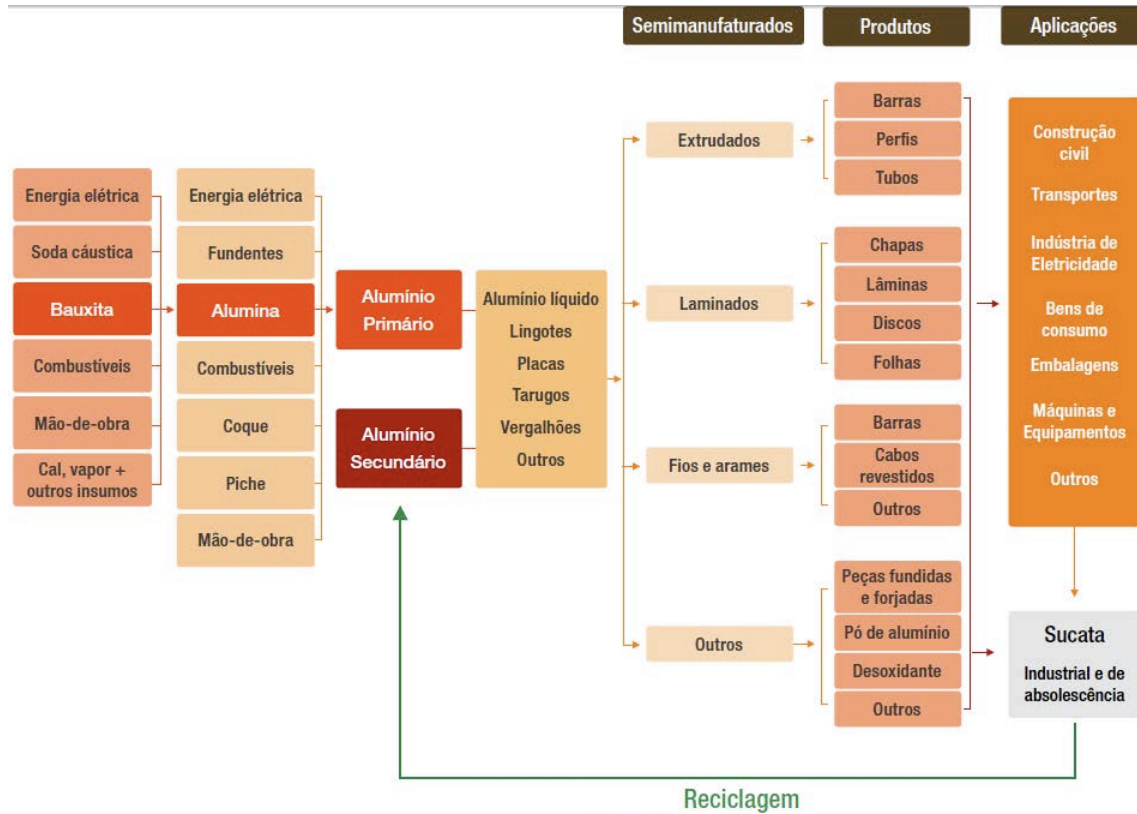 Semimanufaturados
Produtos
Aplicações
Energia elétrica
Soda cáustica
Bauxita
Combustíveis
Mão-de-obra
Cal, vapor +
outros insumos
Energia elétrica
Fundentes
Alumina
Combustíveis
Coque
Piche
Mão-de-obra
Alumínio
Primário
Alumínio
Secundário
Alumínio líquido
Lingotes
Placas
Tarugos
Vergalhões
Outros
Extrudados
Laminados
Fios e arames
Outros
Barras
Perfis
Tubos
Chapas
Lâminas
Discos
Folhas
Barras
Cabos
revestidos
Outros
Peças fundidas
e forjadas
Pó de alumínio
Desoxidante
Outros
Construção
civil
Transportes
Indústria de
Eletricidade
Bens de
consumo
Embalagens
Máquinas e
Equipamentos
Outros
Sucata
Industrial e de
absolescência
Reciclagem